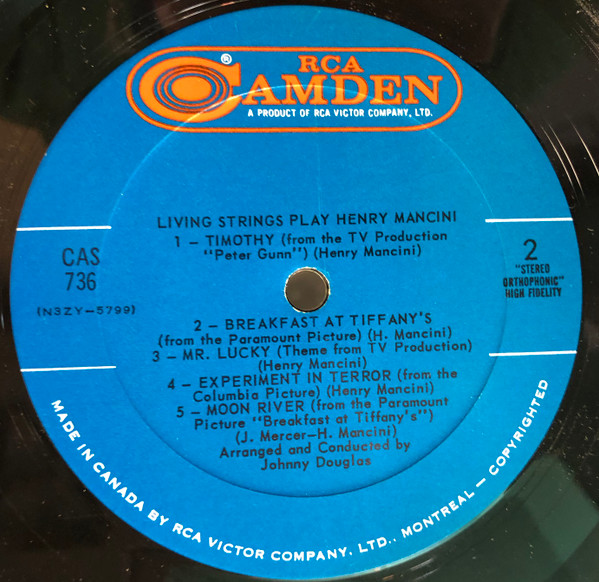 RCA
CAMDEN
®
A PRODUCT OF RCA VICTOR COMPANY, LTD.
LIVING STRINGS PLAY HENRY MANCINI
1 – TIMOTHY (from the TV Production
"Peter Gunn") (Henry Mancini)
CAS
736
(N3ZY–5799)
2
"STEREO
ORTHOPHONIC"
HIGH FIDELITY
2 – BREAKFAST AT TIFFANY'S
(from the Paramount Picture) (H. Mancini)
3 – MR. LUCKY (Theme from TV Production)
(Henry Mancini)
4 – EXPERIMENT IN TERROR (from the
Columbia Picture) (Henry Mancini)
5 – MOON RIVER (from the Paramount
Picture "Breakfast at Tiffany's")
(J. Mercer–H. Mancini)
Arranged and Conducted by
Johnny Douglas
MADE IN CANADA BY RCA VICTOR COMPANY, LTD., MONTREAL – COPYRIGHTED